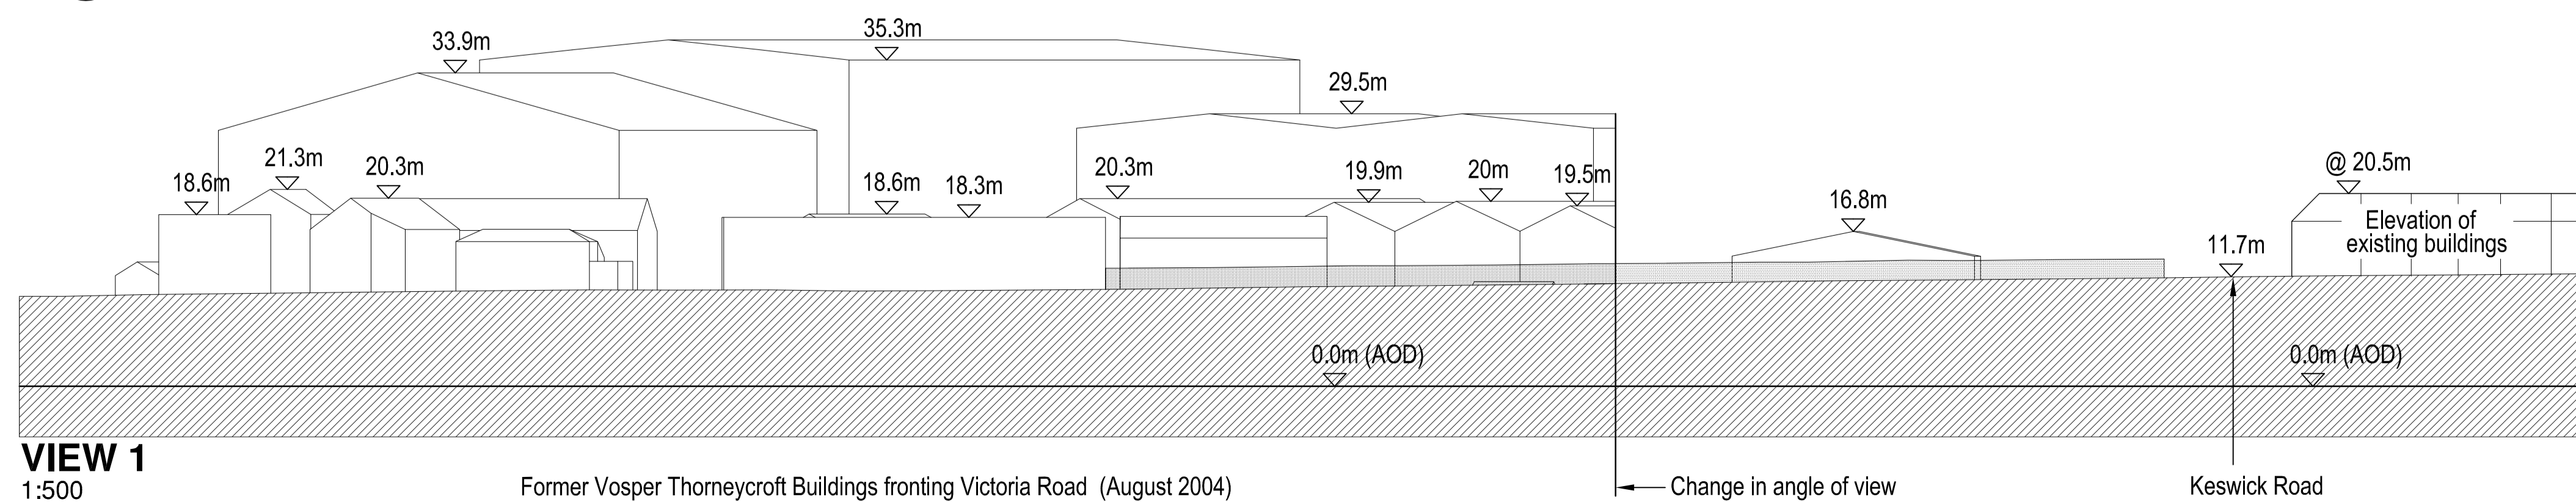 35.3m
33.9m
29.5m
21.3m
20.3m
18.6m
18.6m
18.3m
20.3m
19.9m
20m
19.5m
16.8m
@ 20.5m
Elevation of
existing buildings
11.7m
0.0m (AOD)
0.0m (AOD)
VIEW 1
1:500
Former Vosper Thorneycroft Buildings fronting Victoria Road (August 2004)
Change in angle of view
Keswick Road